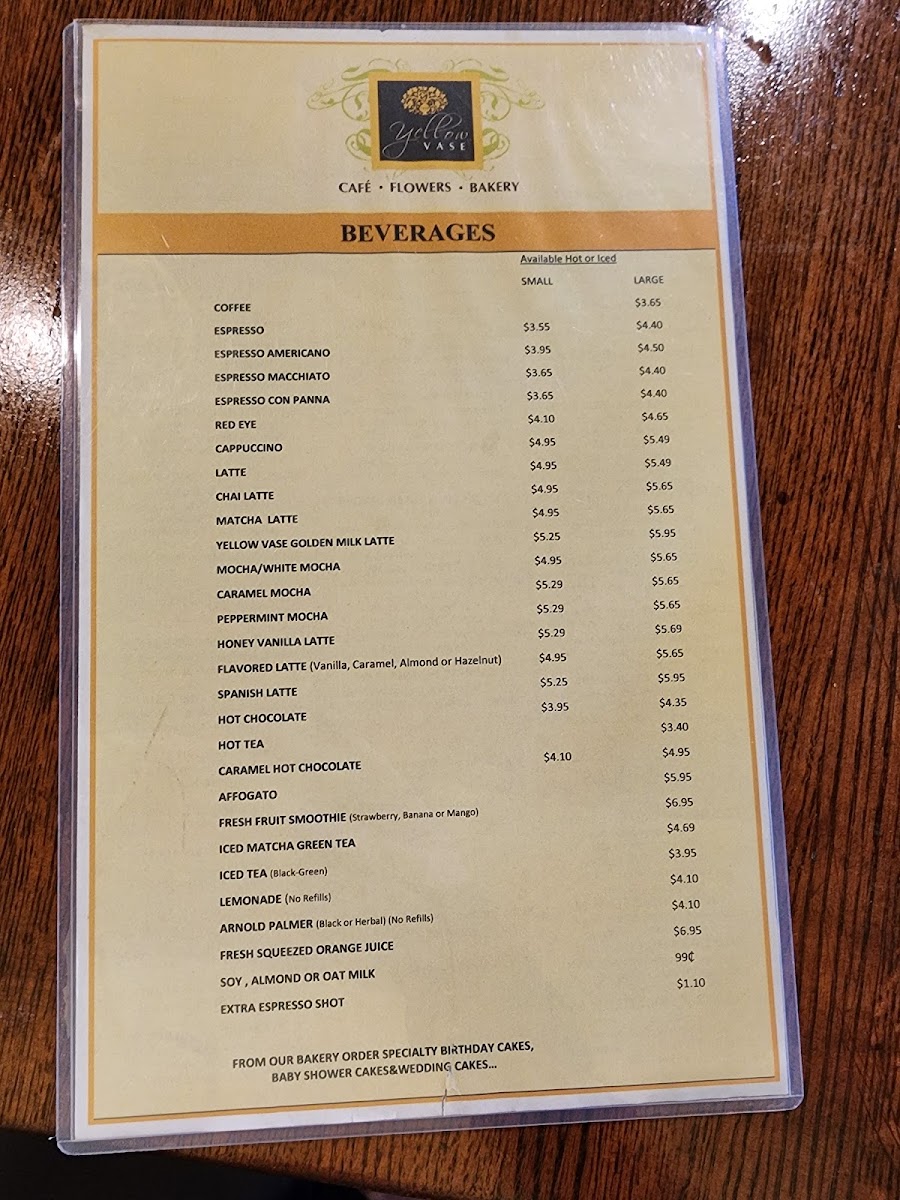 Yellow
VASE
CAFÉ • FLOWERS • BAKERY
BEVERAGES
Available Hot or Iced
SMALL LARGE
COFFEE $3.65
ESPRESSO $3.55 $4.40
ESPRESSO AMERICANO $3.95 $4.50
ESPRESSO MACCHIATO $3.65 $4.40
ESPRESSO CON PANNA $3.65 $4.40
RED EYE $4.10 $4.65
CAPPUCCINO $4.95 $5.49
LATTE $4.95 $5.49
CHAI LATTE $4.95 $5.65
MATCHA LATTE $4.95 $5.65
YELLOW VASE GOLDEN MILK LATTE $5.25 $5.95
MOCHA/WHITE MOCHA $4.95 $5.65
CARAMEL MOCHA $5.29 $5.65
PEPPERMINT MOCHA $5.29 $5.65
HONEY VANILLA LATTE $5.29 $5.69
FLAVORED LATTE (Vanilla, Caramel, Almond or Hazelnut) $4.95 $5.65
SPANISH LATTE $5.25 $5.95
HOT CHOCOLATE $3.95 $4.35
HOT TEA $3.40
CARAMEL HOT CHOCOLATE $4.10 $4.95
AFFOGATO $5.95
FRESH FRUIT SMOOTHIE (Strawberry, Banana or Mango) $6.95
ICED MATCHA GREEN TEA $4.69
ICED TEA (Black-Green) $3.95
LEMONADE (No Refills) $4.10
ARNOLD PALMER (Black or Herbal) (No Refills) $4.10
FRESH SQUEEZED ORANGE JUICE $6.95
SOY , ALMOND OR OAT MILK 99₵
EXTRA ESPRESSO SHOT $1.10
FROM OUR BAKERY ORDER SPECIALTY BIRTHDAY CAKES,
BABY SHOWER CAKES&WEDDING CAKES...